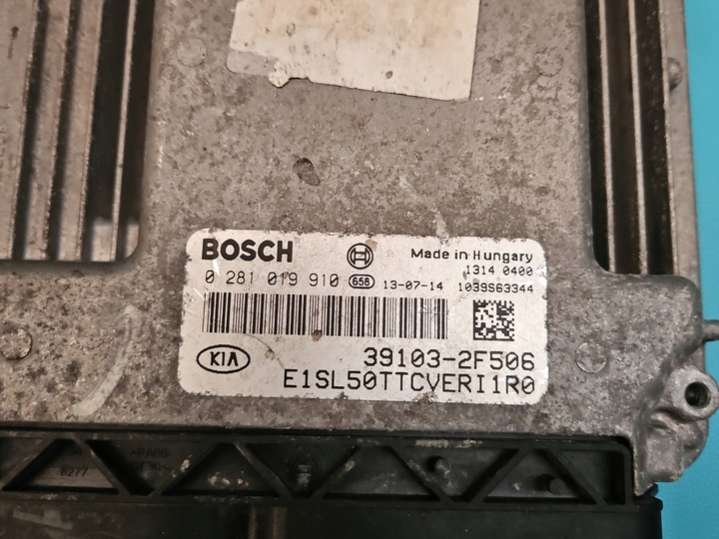 BOSCH Made in Hungary
1314 0400
0 281 019 910 656 13-07-14 1039S63344
KIA 39103-2F506
E1SL50TTCVERI1R0